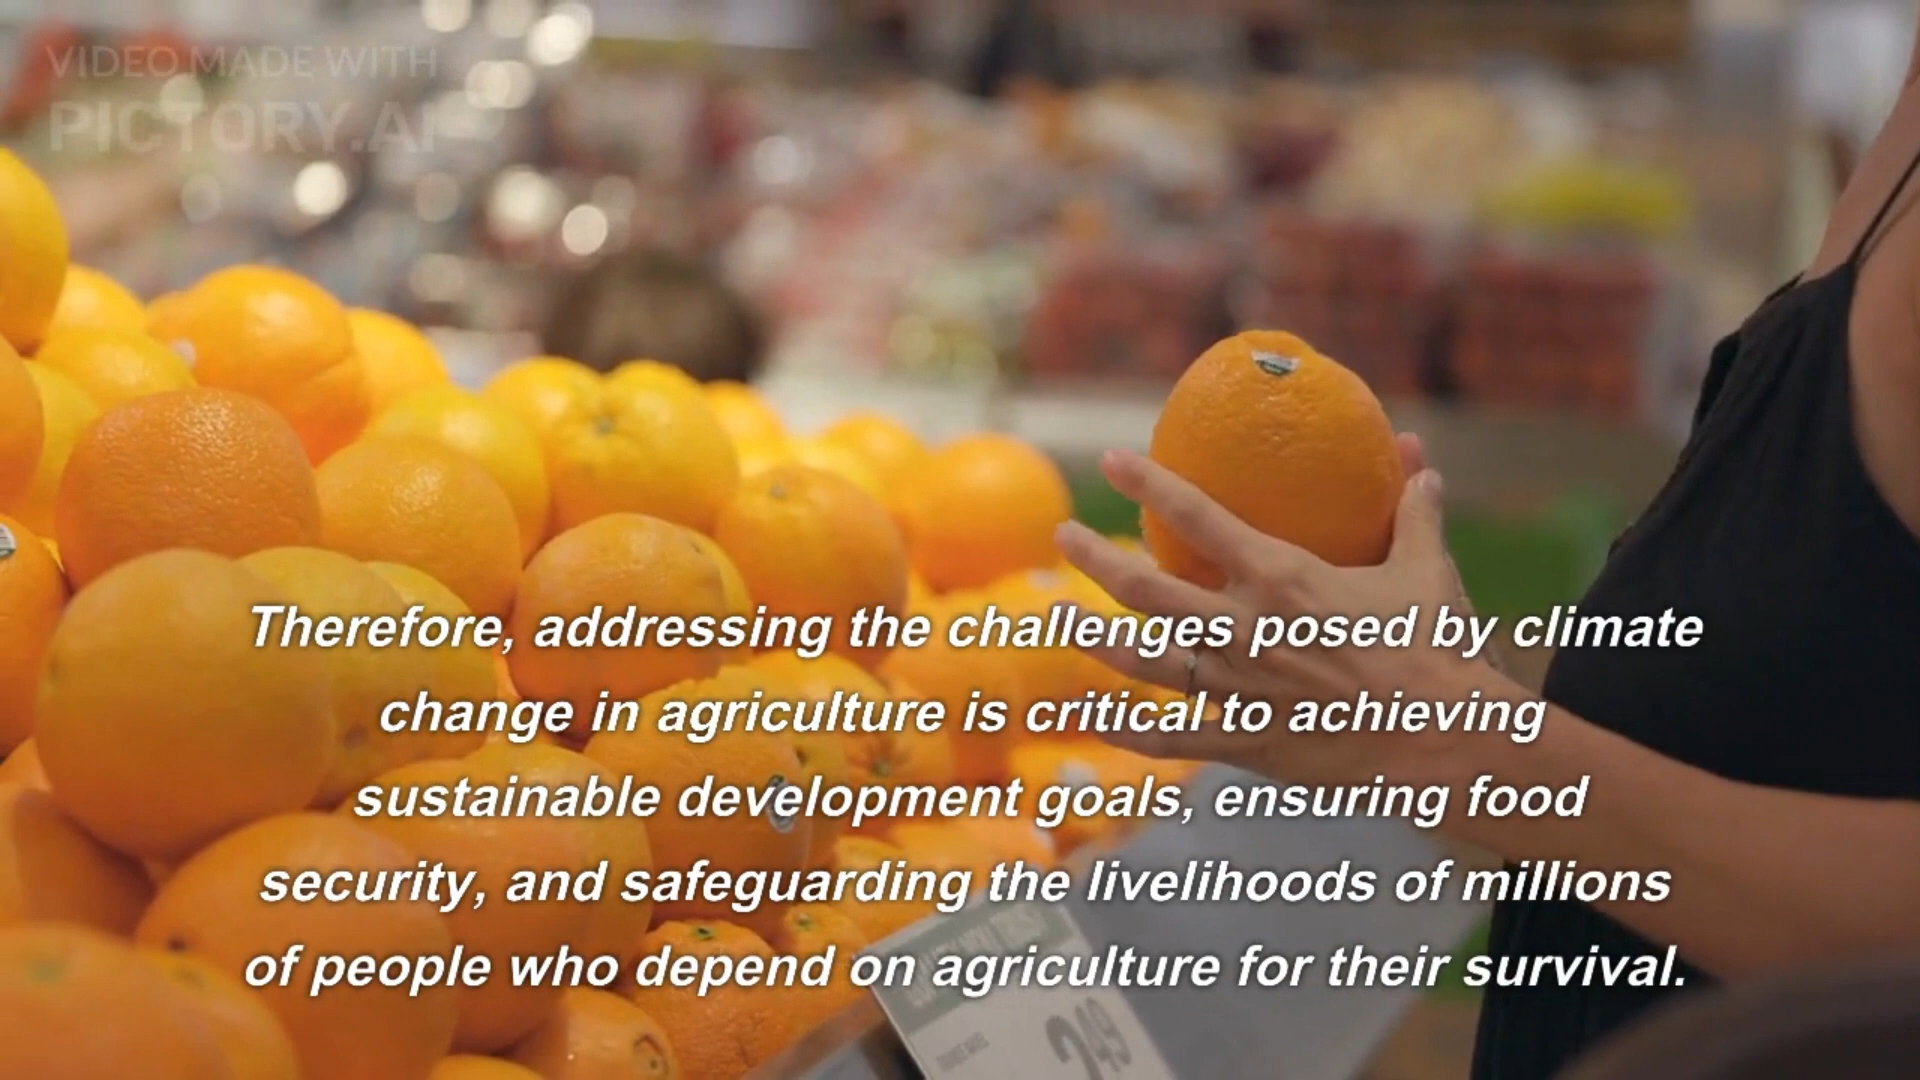 VIDEO MADE WITH
PICTORY.AI
Therefore, addressing the challenges posed by climate
change in agriculture is critical to achieving
sustainable development goals, ensuring food
security, and safeguarding the livelihoods of millions
of people who depend on agriculture for their survival.
2.49